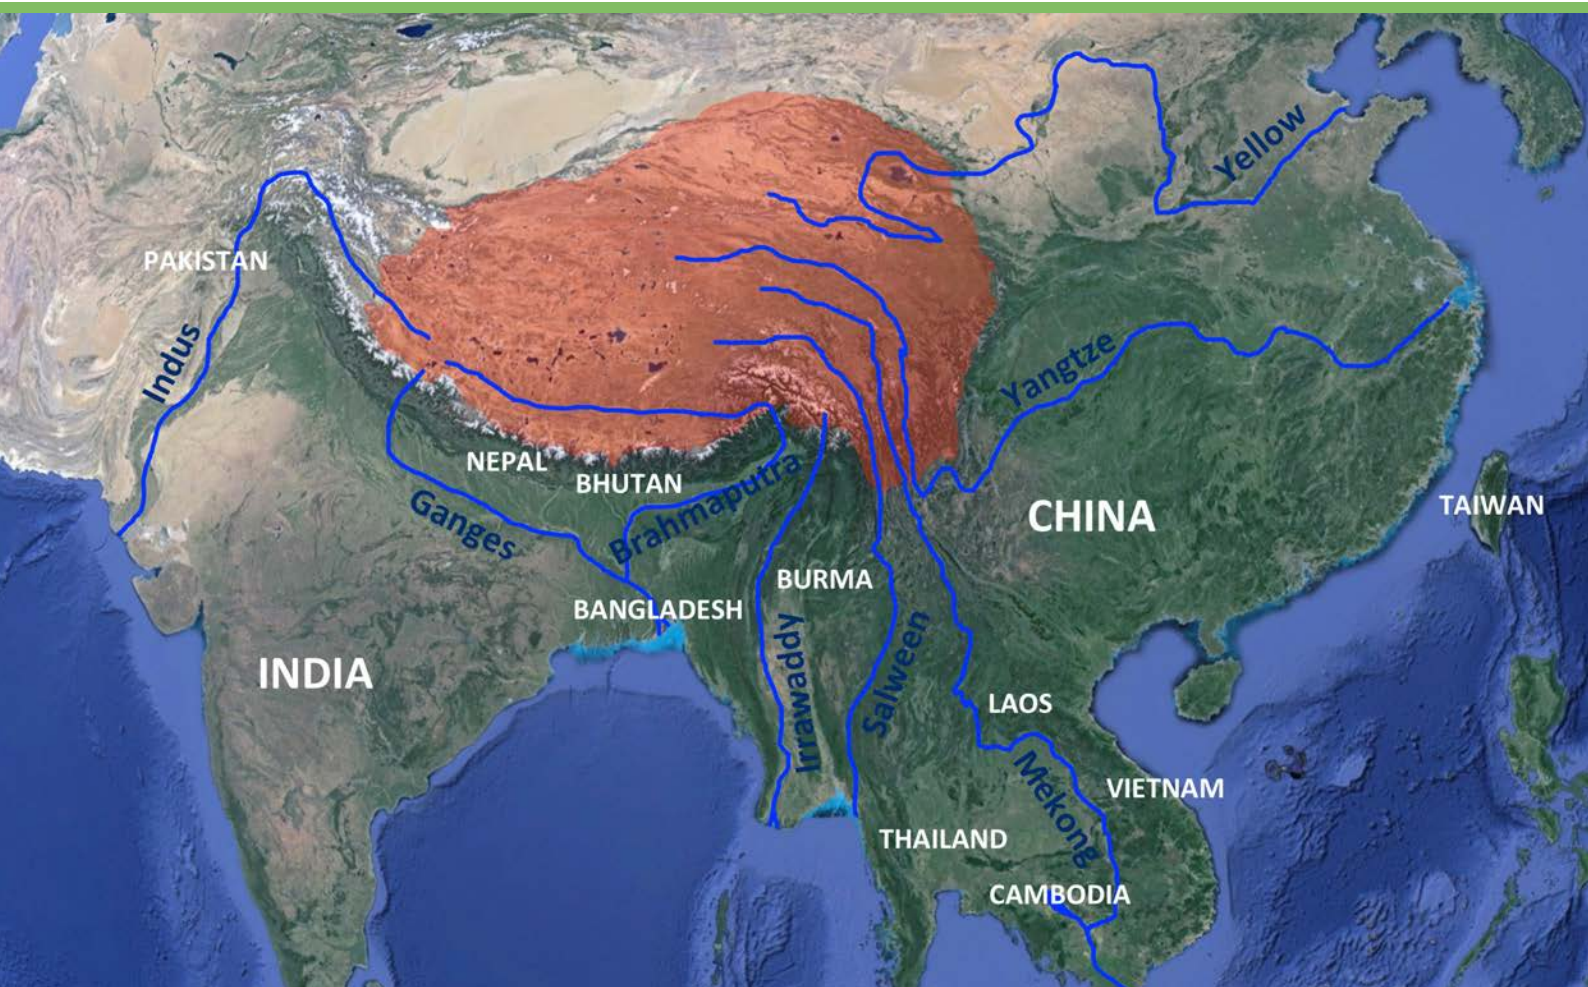 Yellow
PAKISTAN
Indus
Yangtze
NEPAL
BHUTAN
Ganges
Brahmaputra
CHINA
TAIWAN
BURMA
BANGLADESH
INDIA
Irrawaddy
Salween
LAOS
Mekong
VIETNAM
THAILAND
CAMBODIA